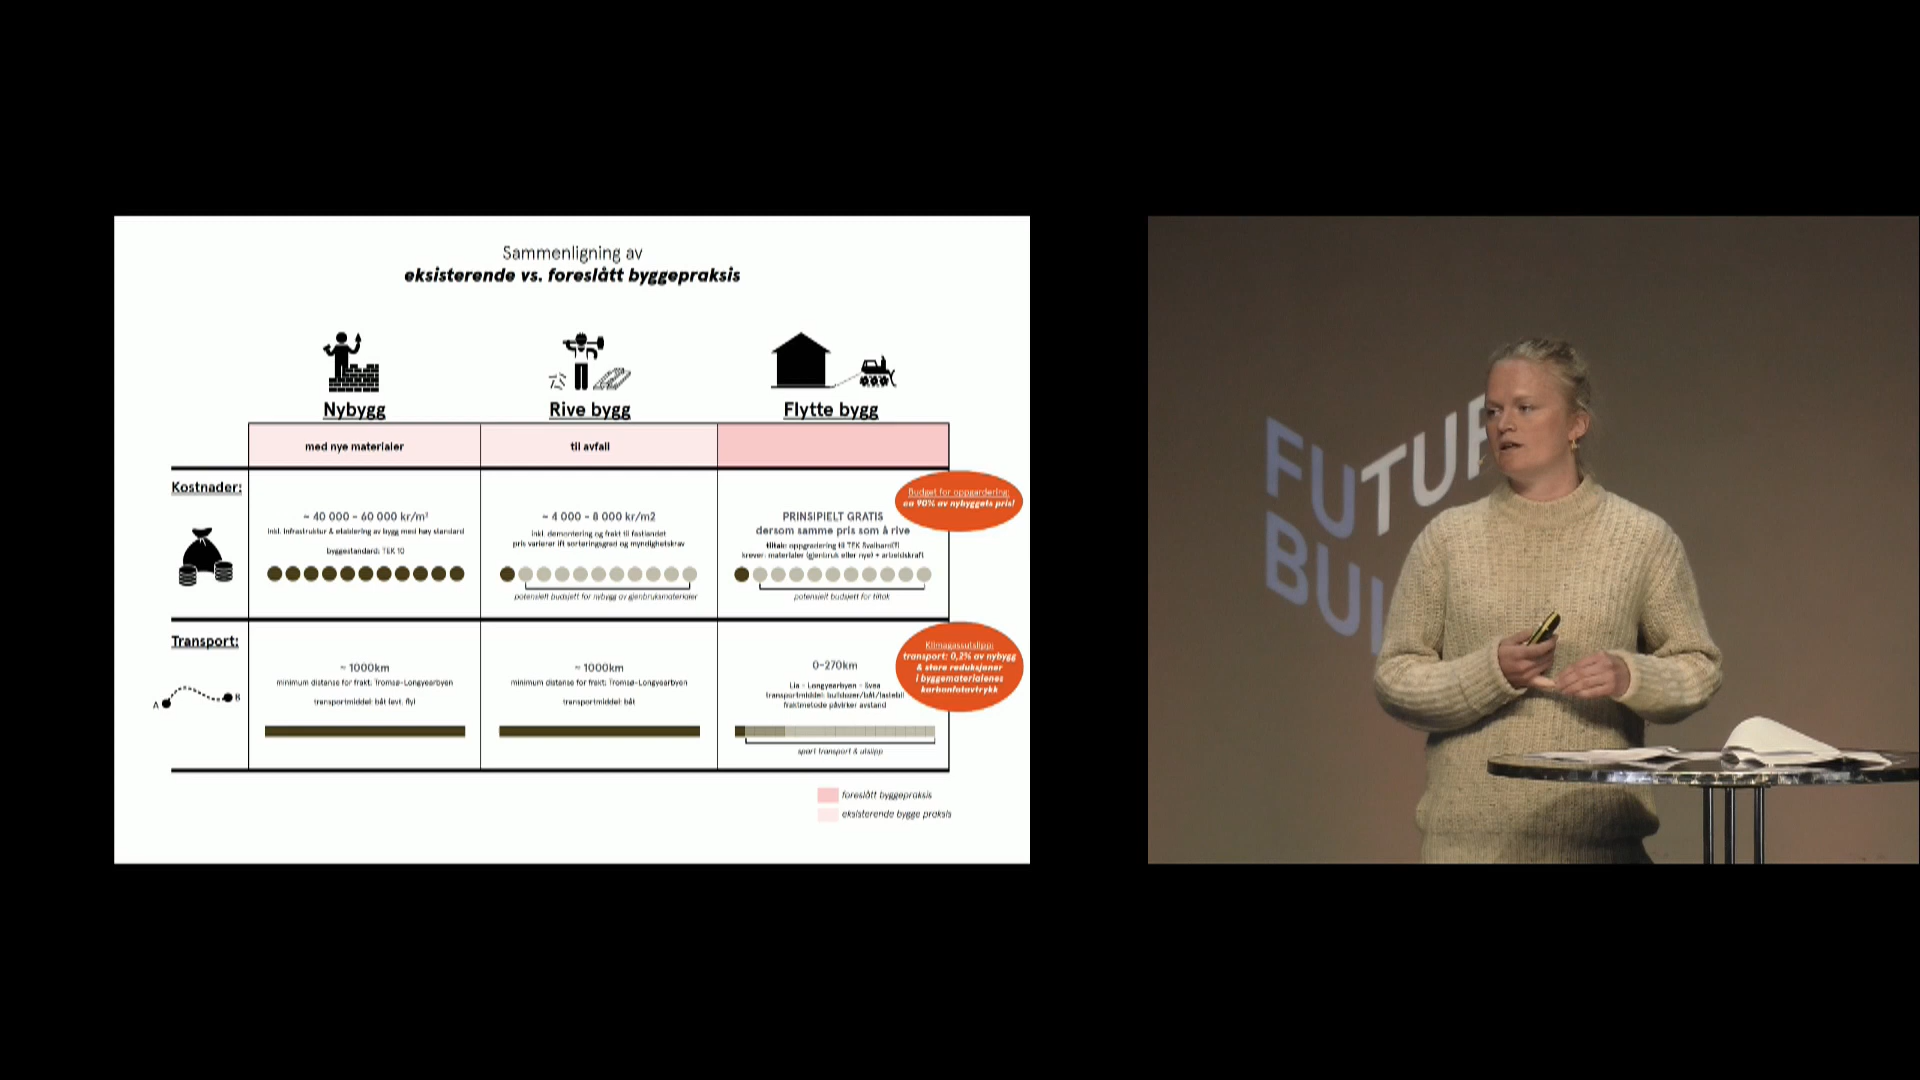 Sammenligning av
eksisterende vs. foreslått byggepraksis
Nybygg
Rive bygg
Flytte bygg
med nye materialer
til avfall
Kostnader:
~ 40 000 - 60 000 kr/m²
inkl. infrastruktur & etablering av bygg med høy standard
byggestandard: TEK 10
~ 4 000 - 8 000 kr/m2
inkl. demontering og frakt til fastlandet
pris varierer ift sorteringsgrad og myndighetskrav
potensielt budsjett for nybygg av gjenbruksmaterialer
PRINSIPIELT GRATIS
dersom samme pris som å rive
tiltak: oppgradering til TEK Svalbard(?)
krever: materialer (gjenbruk eller nye) + arbeidskraft
potensielt budsjett for tiltak
Budget for oppgardering:
ca 90% av nybyggets pris!
Transport:
A
B
~ 1000km
minimum distanse for frakt: Tromsø-Longyearbyen
transportmiddel: båt (evt. fly)
~ 1000km
minimum distanse for frakt: Tromsø-Longyearbyen
transportmiddel: båt
0-270km
Lia - Longyearbyen - Svea
transportmiddel: bulldozer/båt/lastebil
fraktmetode påvirker avstand
spart transport & utslipp
Klimagassutslipp:
transport: 0,2% av nybygg
& store reduksjoner
i byggematerialenes
karbonfotavtrykk
foreslått byggepraksis
eksisterende bygge praksis
FUTUR
BUI